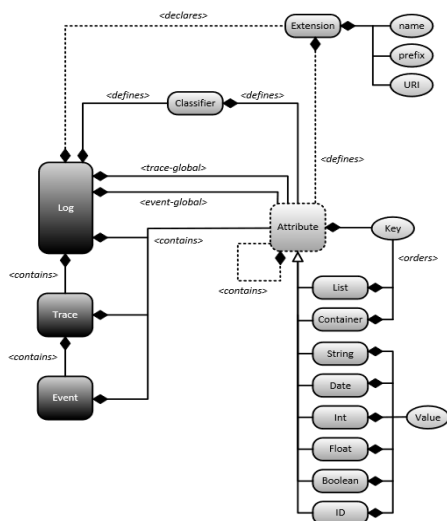 <declares>
Extension
name
prefix
URI
<defines>
Classifier
<defines>
<defines>
<trace-global>
<event-global>
Log
Attribute
Key
<contains>
<orders>
<contains>
<contains>
List
Container
Trace
String
<contains>
Date
Event
Int
Value
Float
Boolean
ID